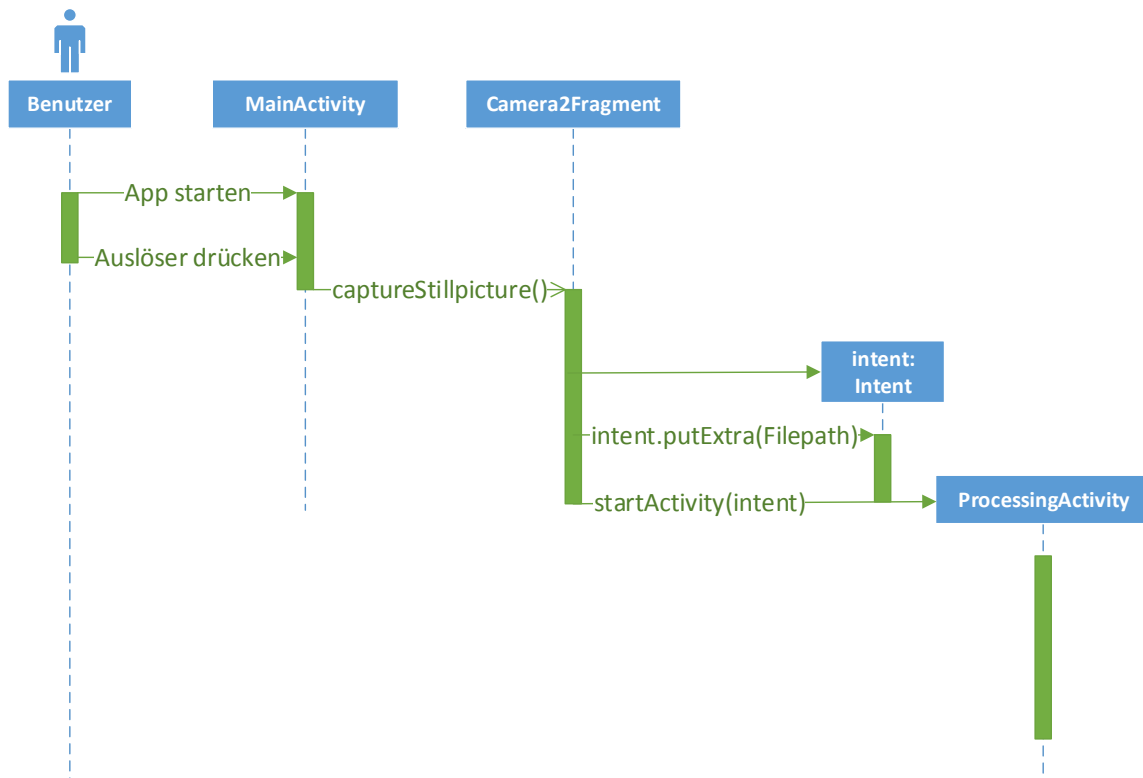 Benutzer
MainActivity
Camera2Fragment
App starten
Auslöser drücken
captureStillpicture()
intent:
Intent
intent.putExtra(Filepath)
startActivity(intent)
ProcessingActivity